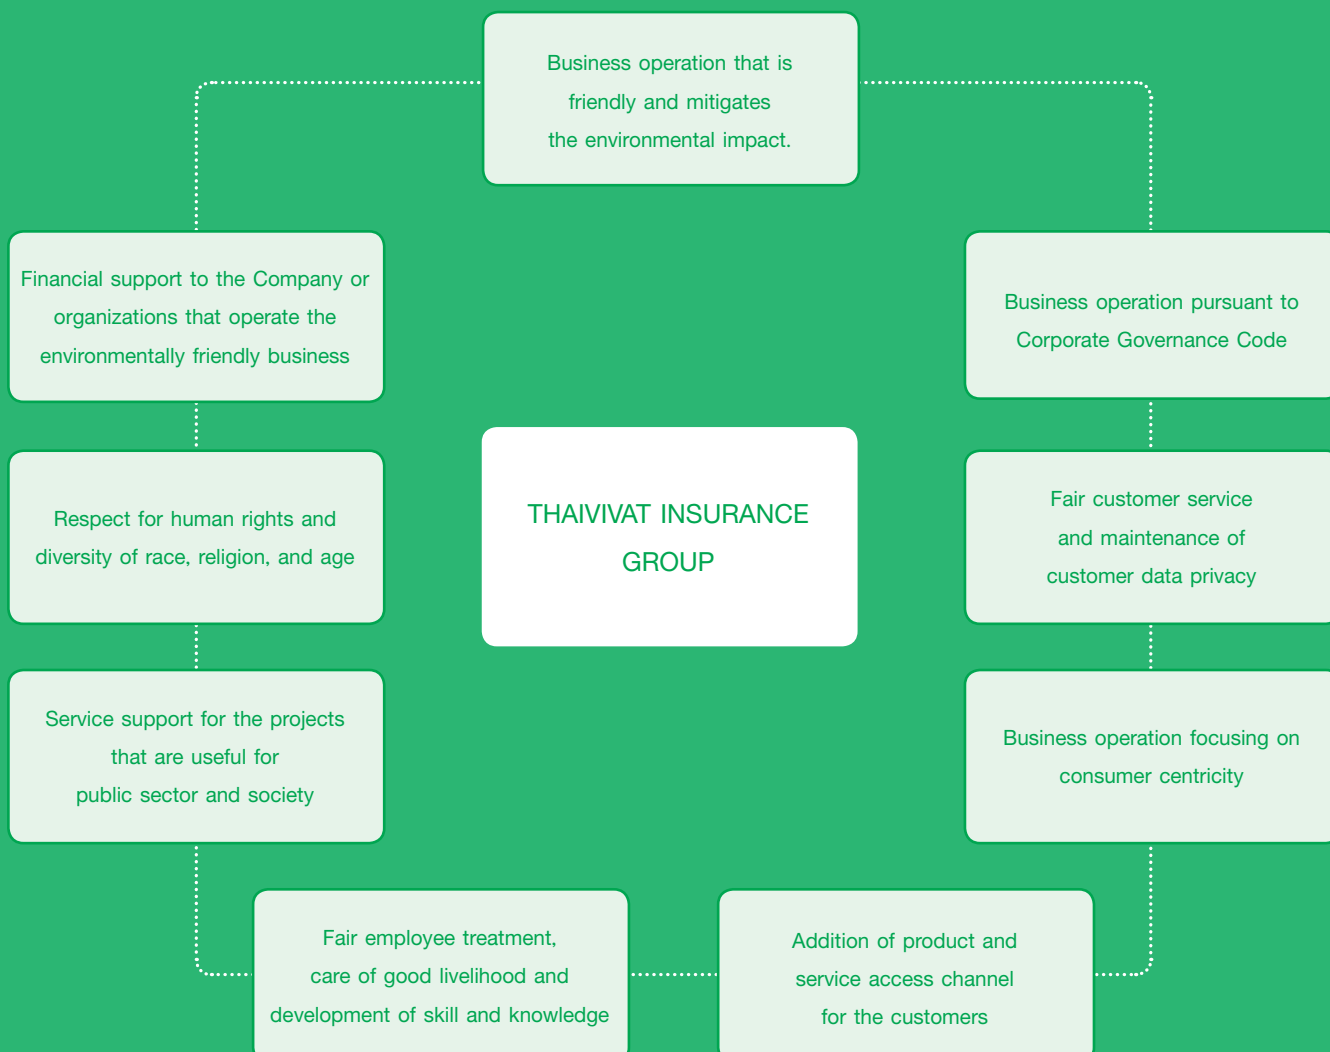 Business operation that is
friendly and mitigates
the environmental impact.
Financial support to the Company or
organizations that operate the
environmentally friendly business
Business operation pursuant to
Corporate Governance Code
Respect for human rights and
diversity of race, religion, and age
THAIVIVAT INSURANCE
GROUP
Fair customer service
and maintenance of
customer data privacy
Service support for the projects
that are useful for
public sector and society
Business operation focusing on
consumer centricity
Fair employee treatment,
care of good livelihood and
development of skill and knowledge
Addition of product and
service access channel
for the customers